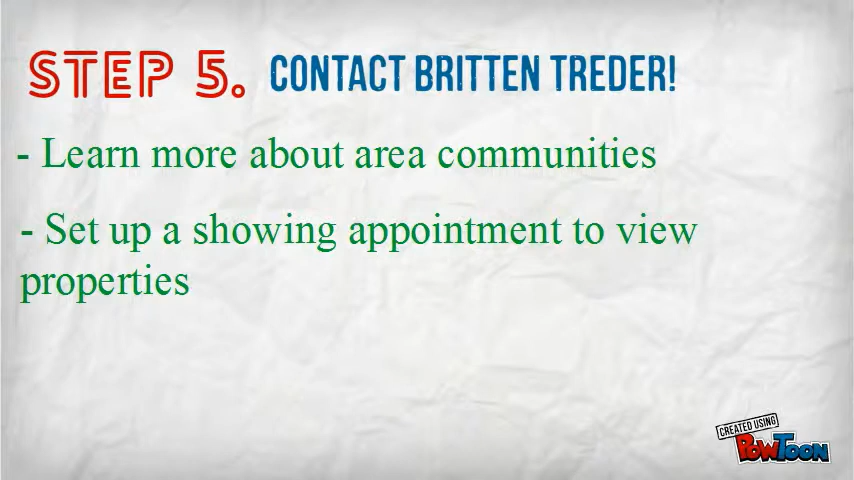 STEP 5. CONTACT BRITTEN TREDER!
- Learn more about area communities
- Set up a showing appointment to view
properties
CREATED USING
POWTOON